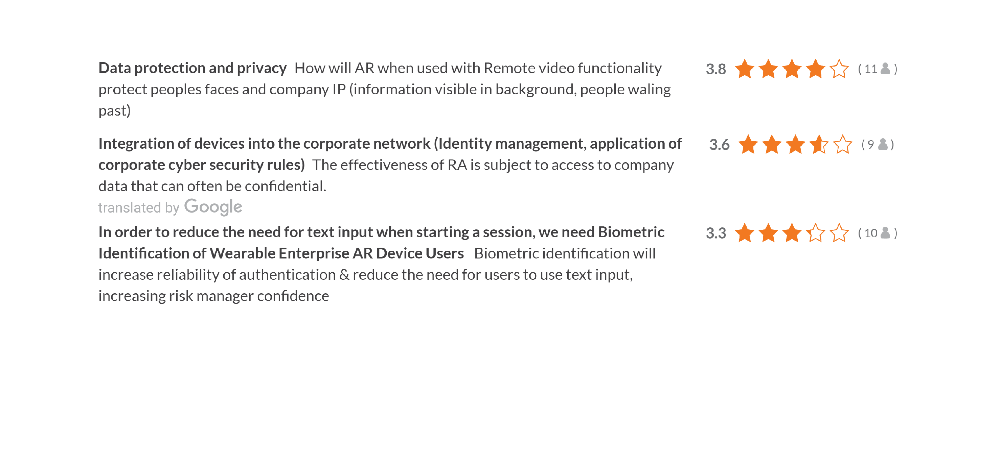 Data protection and privacy How will AR when used with Remote video functionality
protect peoples faces and company IP (information visible in background, people waling
past)
3.8 (11)
Integration of devices into the corporate network (Identity management, application of
corporate cyber security rules) The effectiveness of RA is subject to access to company
data that can often be confidential.
translated by Google
3.6 (9)
In order to reduce the need for text input when starting a session, we need Biometric
Identification of Wearable Enterprise AR Device Users Biometric identification will
increase reliability of authentication & reduce the need for users to use text input,
increasing risk manager confidence
3.3 (10)